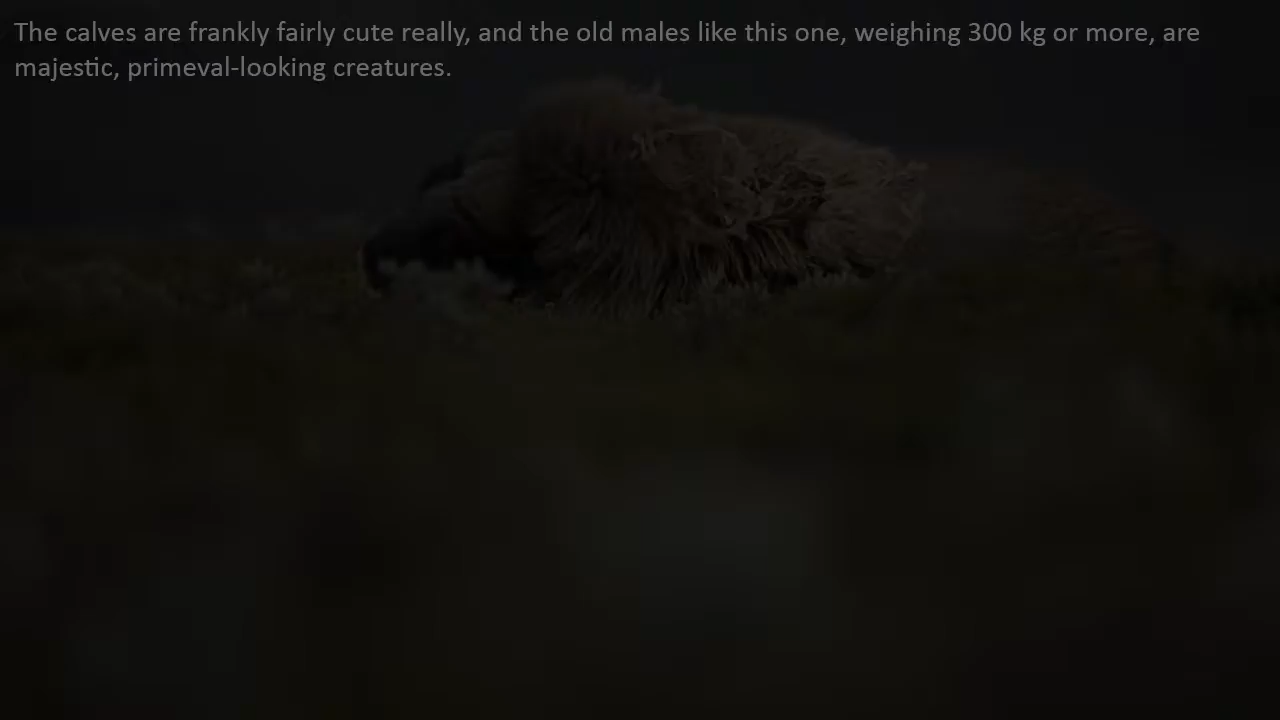 The calves are frankly fairly cute really, and the old males like this one, weighing 300 kg or more, are
majestic, primeval-looking creatures.